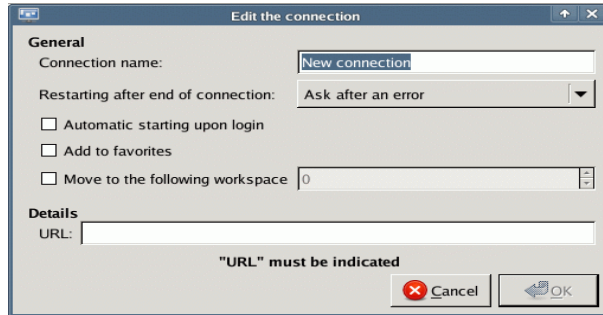 Edit the connection
General
Connection name: New connection
Restarting after end of connection: Ask after an error
Automatic starting upon login
Add to favorites
Move to the following workspace 0
Details
URL:
"URL" must be indicated
Cancel OK